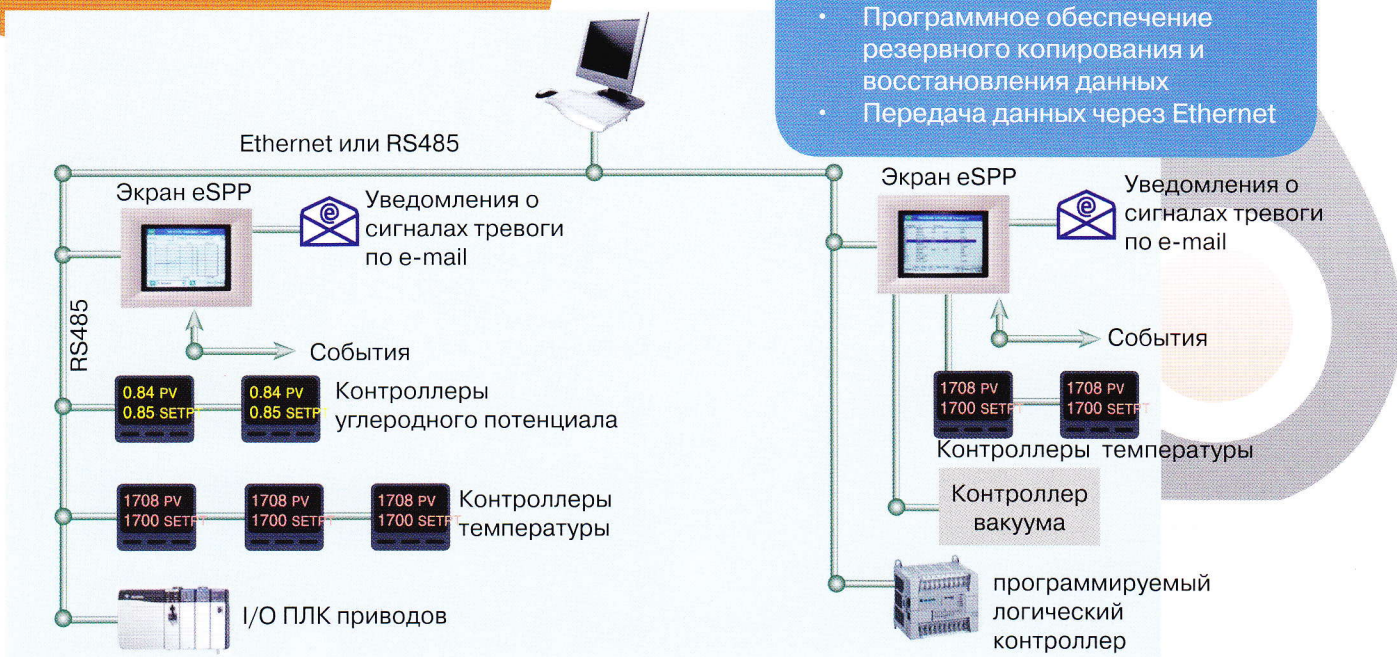 • Программное обеспечение
резервного копирования и
восстановления данных
• Передача данных через Ethernet
Ethernet или RS485
Экран eSPP
Уведомления о
сигналах тревоги
по e-mail
RS485
События
0.84 PV
0.85 SETPT
0.84 PV
0.85 SETPT
Контроллеры
углеродного потенциала
1708 PV
1700 SETPT
1708 PV
1700 SETPT
1708 PV
1700 SETPT
Контроллеры
температуры
I/O ПЛК приводов
Экран eSPP
Уведомления о
сигналах тревоги
по e-mail
События
1708 PV
1700 SETPT
1708 PV
1700 SETPT
Контроллеры температуры
Контроллер
вакуума
программируемый
логический
контроллер